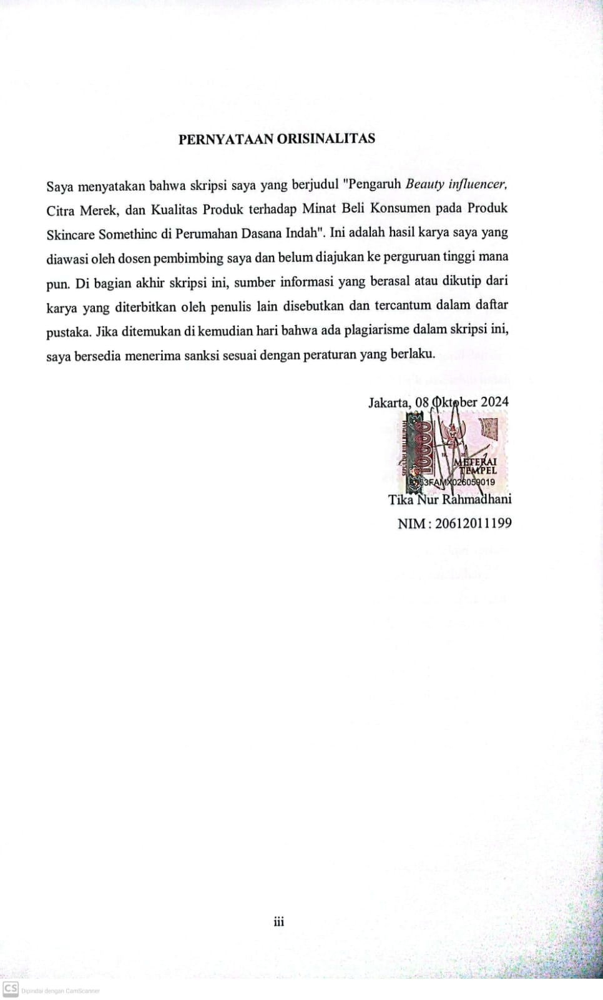 PERNYATAAN ORISINALITAS
Saya menyatakan bahwa skripsi saya yang berjudul "Pengaruh Beauty influencer,
Citra Merek, dan Kualitas Produk terhadap Minat Beli Konsumen pada Produk
Skincare Somethinc di Perumahan Dasana Indah". Ini adalah hasil karya saya yang
diawasi oleh dosen pembimbing saya dan belum diajukan ke perguruan tinggi mana
pun. Di bagian akhir skripsi ini, sumber informasi yang berasal atau dikutip dari
karya yang diterbitkan oleh penulis lain disebutkan dan tercantum dalam daftar
pustaka. Jika ditemukan di kemudian hari bahwa ada plagiarisme dalam skripsi ini,
saya bersedia menerima sanksi sesuai dengan peraturan yang berlaku.
Jakarta, 08 Oktober 2024
SEPULUH RIBU RUPIAH
10000
METERAI
TEMPEL
Tika Nur Rahmadhani
NIM : 20612011199
iii
CS Dipindai dengan CamScanner